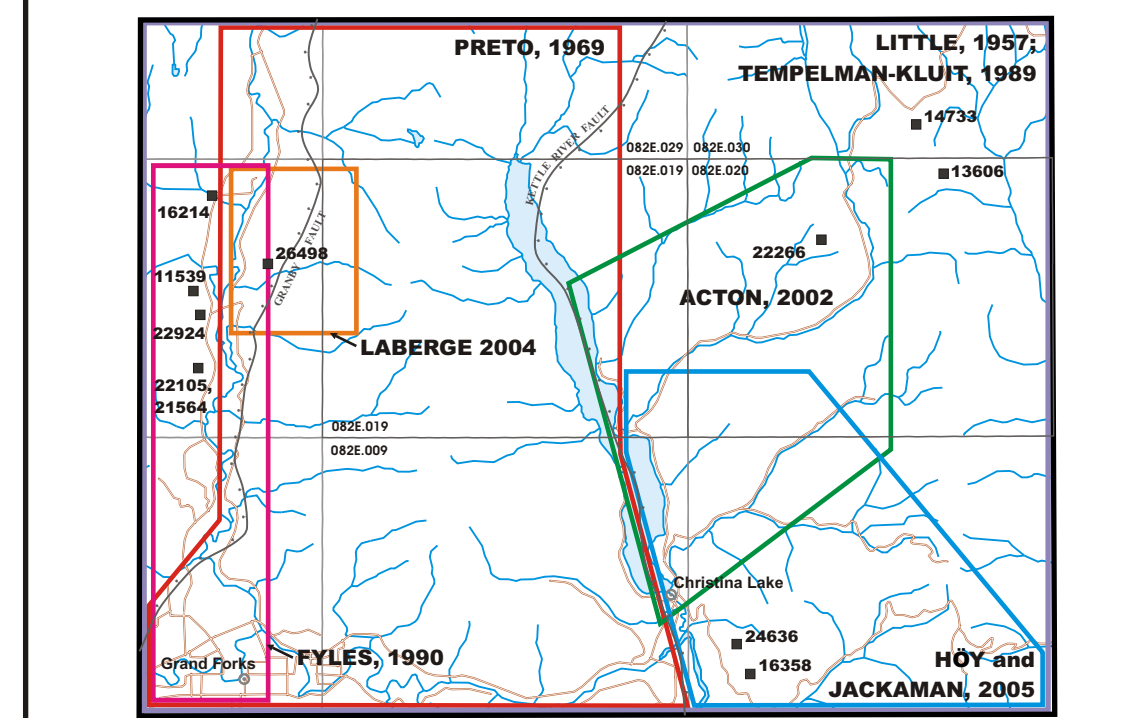 PRETO, 1969
LITTLE, 1957;
TEMPELMAN-KLUIT, 1989
14733
KETTLE RIVER FAULT
082E.029 082E.030
082E.019 082E.020
13606
16214
26498
GRANBY FAULT
22266
11539
ACTON, 2002
22924
LABERGE 2004
22105,
21564
082E.019
082E.009
Christina Lake
24636
FYLES, 1990
Grand Forks
16358
HÖY and
JACKAMAN, 2005